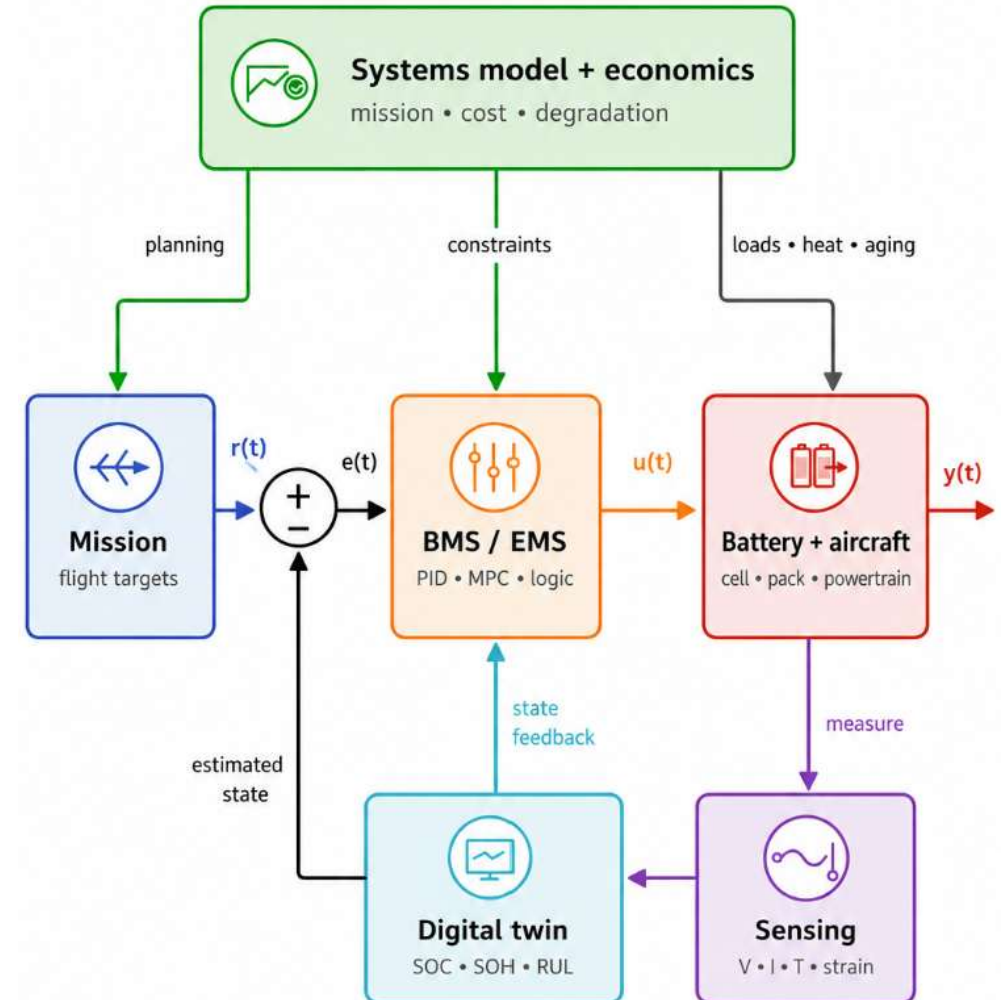 Systems model + economics
mission • cost • degradation
planning
constraints
loads • heat • aging
r(t)
e(t)
u(t)
y(t)
+
−
Mission
flight targets
BMS / EMS
PID • MPC • logic
Battery + aircraft
cell • pack • powertrain
state
feedback
measure
estimated
state
Digital twin
SOC • SOH • RUL
Sensing
V • I • T • strain